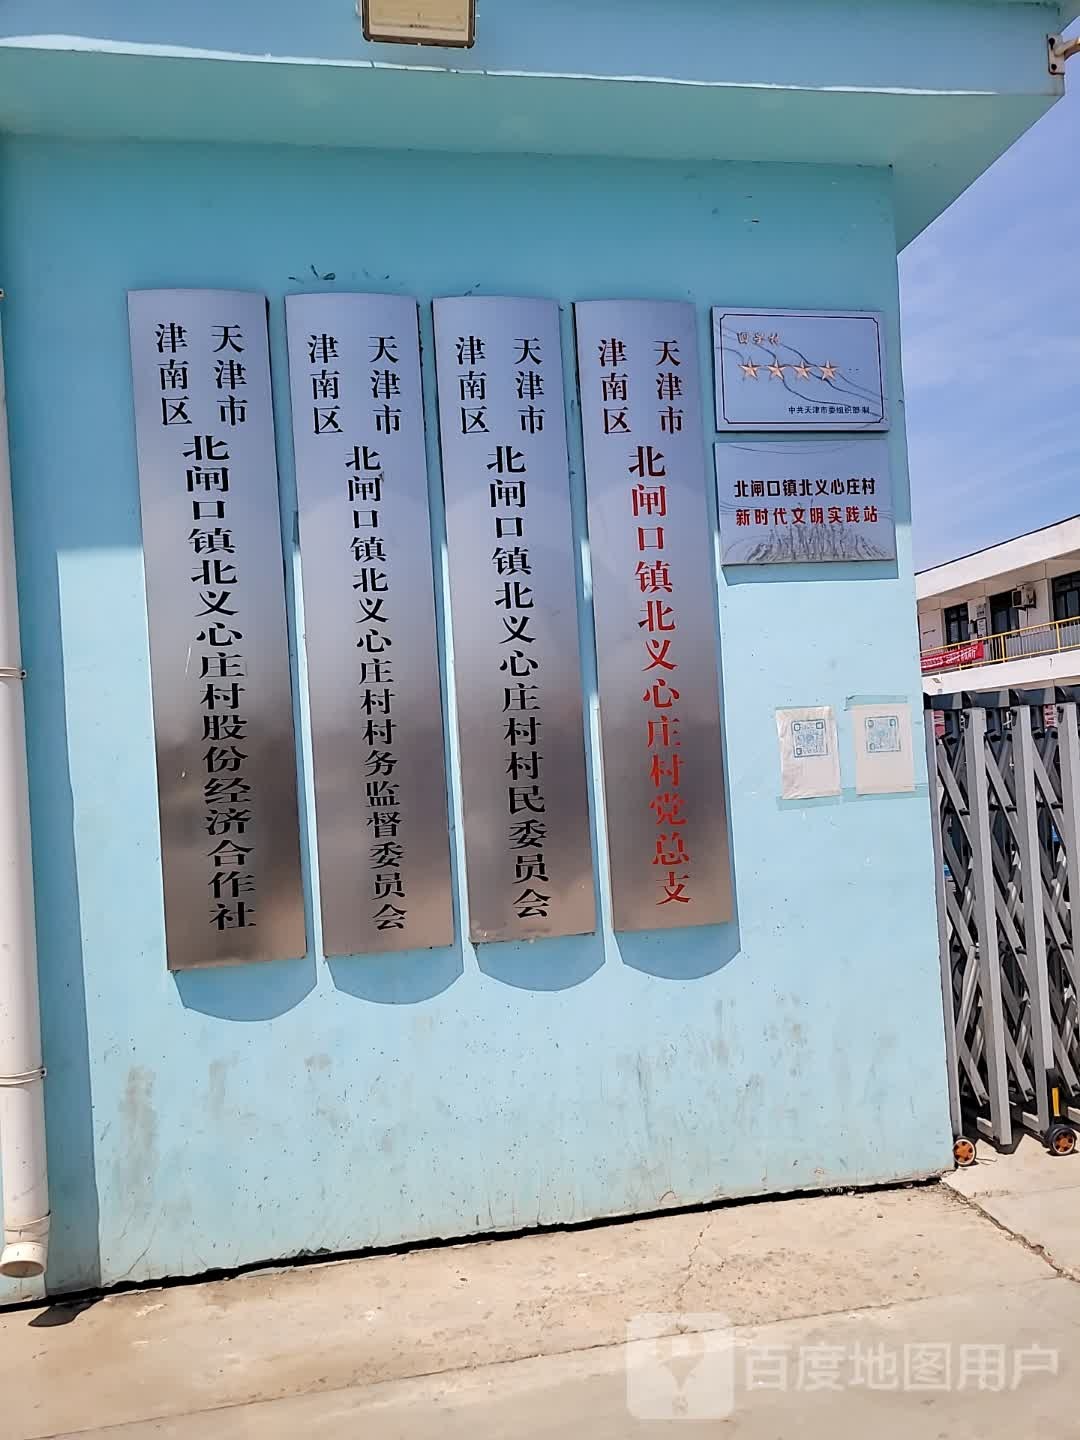 天津市
津南区
北闸口镇北义心庄村股份经济合作社
天津市
津南区
北闸口镇北义心庄村村务监督委员会
天津市
津南区
北闸口镇北义心庄村村民委员会
天津市
津南区
北闸口镇北义心庄村党总支
中共天津市委组织部 制
北闸口镇北义心庄村
新时代文明实践站
百度地图用户